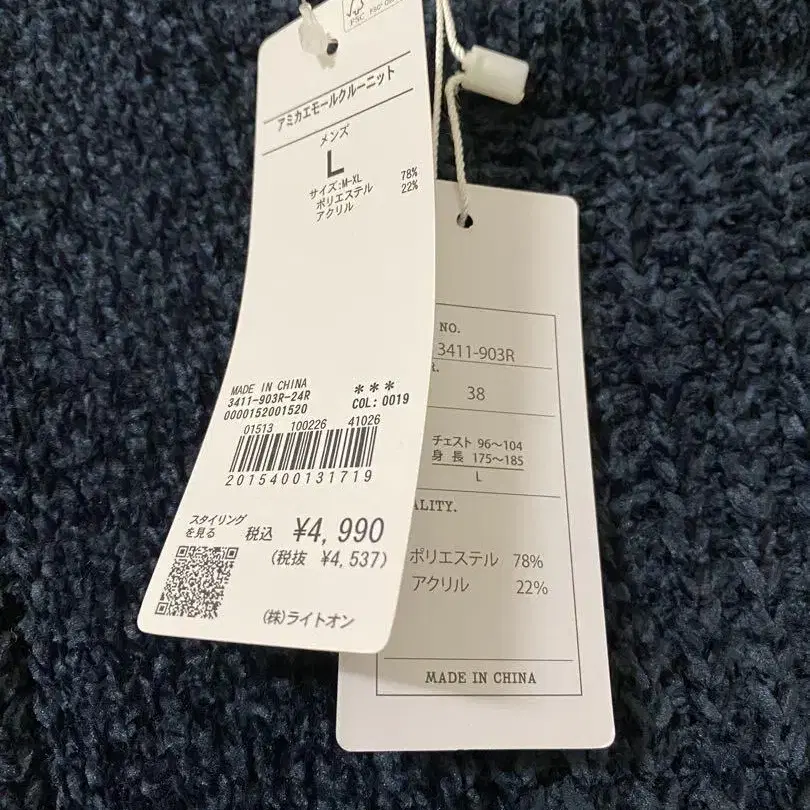 FSC
アミカエモールクルーニット
メンズ
L
サイズ:M-XL
ポリエステル 78%
アクリル 22%
MADE IN CHINA
3411-903R-24R ***
0000152001520 COL: 0019
01513 100226 41026
2015400131719
スタイリング
を見る
税込 ¥4,990
(税抜 ¥4,537)
(株)ライトオン
NO.
3411-903R
38
チェスト 96〜104
身長 175〜185
L
ALITY.
ポリエステル 78%
アクリル 22%
MADE IN CHINA